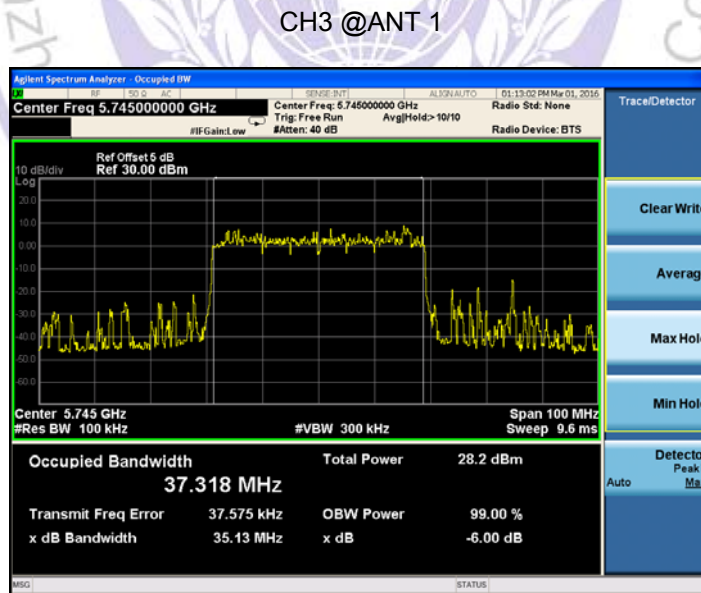 CH3 @ANT 1
Agilent Spectrum Analyzer - Occupied BW
LXI RF 50 Ω AC SENSE:INT ALIGN AUTO 01:13:02 PM Mar 01, 2016
Center Freq 5.745000000 GHz
Center Freq: 5.745000000 GHz
Radio Std: None
Trig: Free Run Avg|Hold:> 10/10
#IFGain:Low
#Atten: 40 dB
Radio Device: BTS
Trace/Detector
Ref Offset 5 dB
10 dB/div Ref 30.00 dBm
Log
20.0
10.0
0.00
-10.0
-20.0
-30.0
-40.0
-50.0
-60.0
Center 5.745 GHz Span 100 MHz
#Res BW 100 kHz #VBW 300 kHz Sweep 9.6 ms
Occupied Bandwidth Total Power 28.2 dBm
37.318 MHz
Transmit Freq Error 37.575 kHz OBW Power 99.00 %
x dB Bandwidth 35.13 MHz x dB -6.00 dB
Clear Writ
Averag
Max Hol
Min Hol
Detecto
Peak
Auto Ma
MSG STATUS